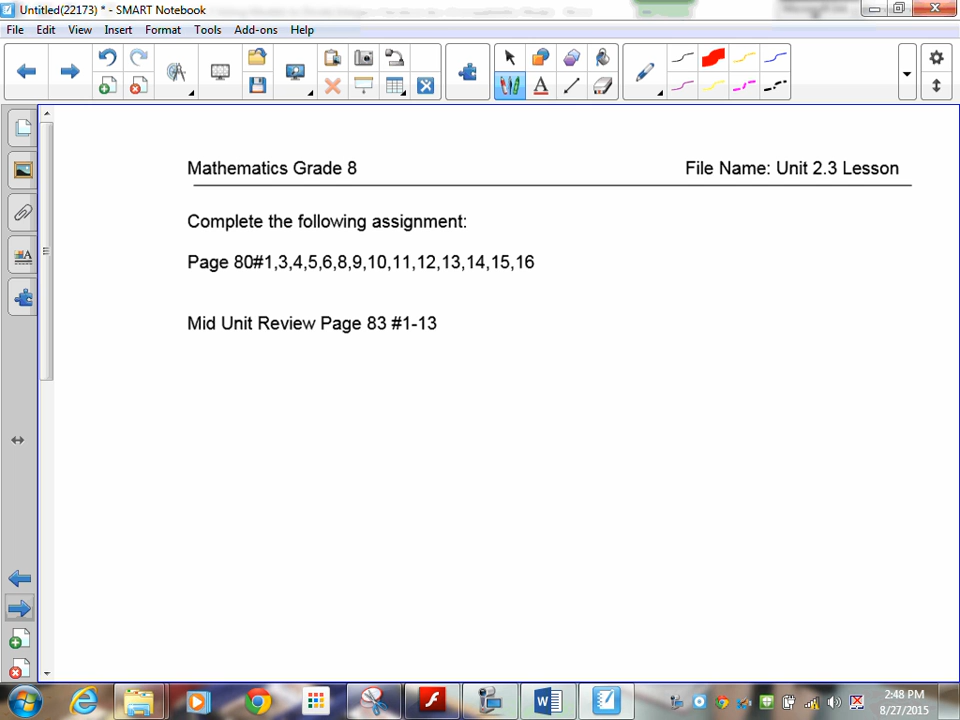 Untitled(22173) * - SMART Notebook
File Edit View Insert Format Tools Add-ons Help
Mathematics Grade 8 File Name: Unit 2.3 Lesson
Complete the following assignment:
Page 80#1,3,4,5,6,8,9,10,11,12,13,14,15,16
Mid Unit Review Page 83 #1-13
2:48 PM
8/27/2015